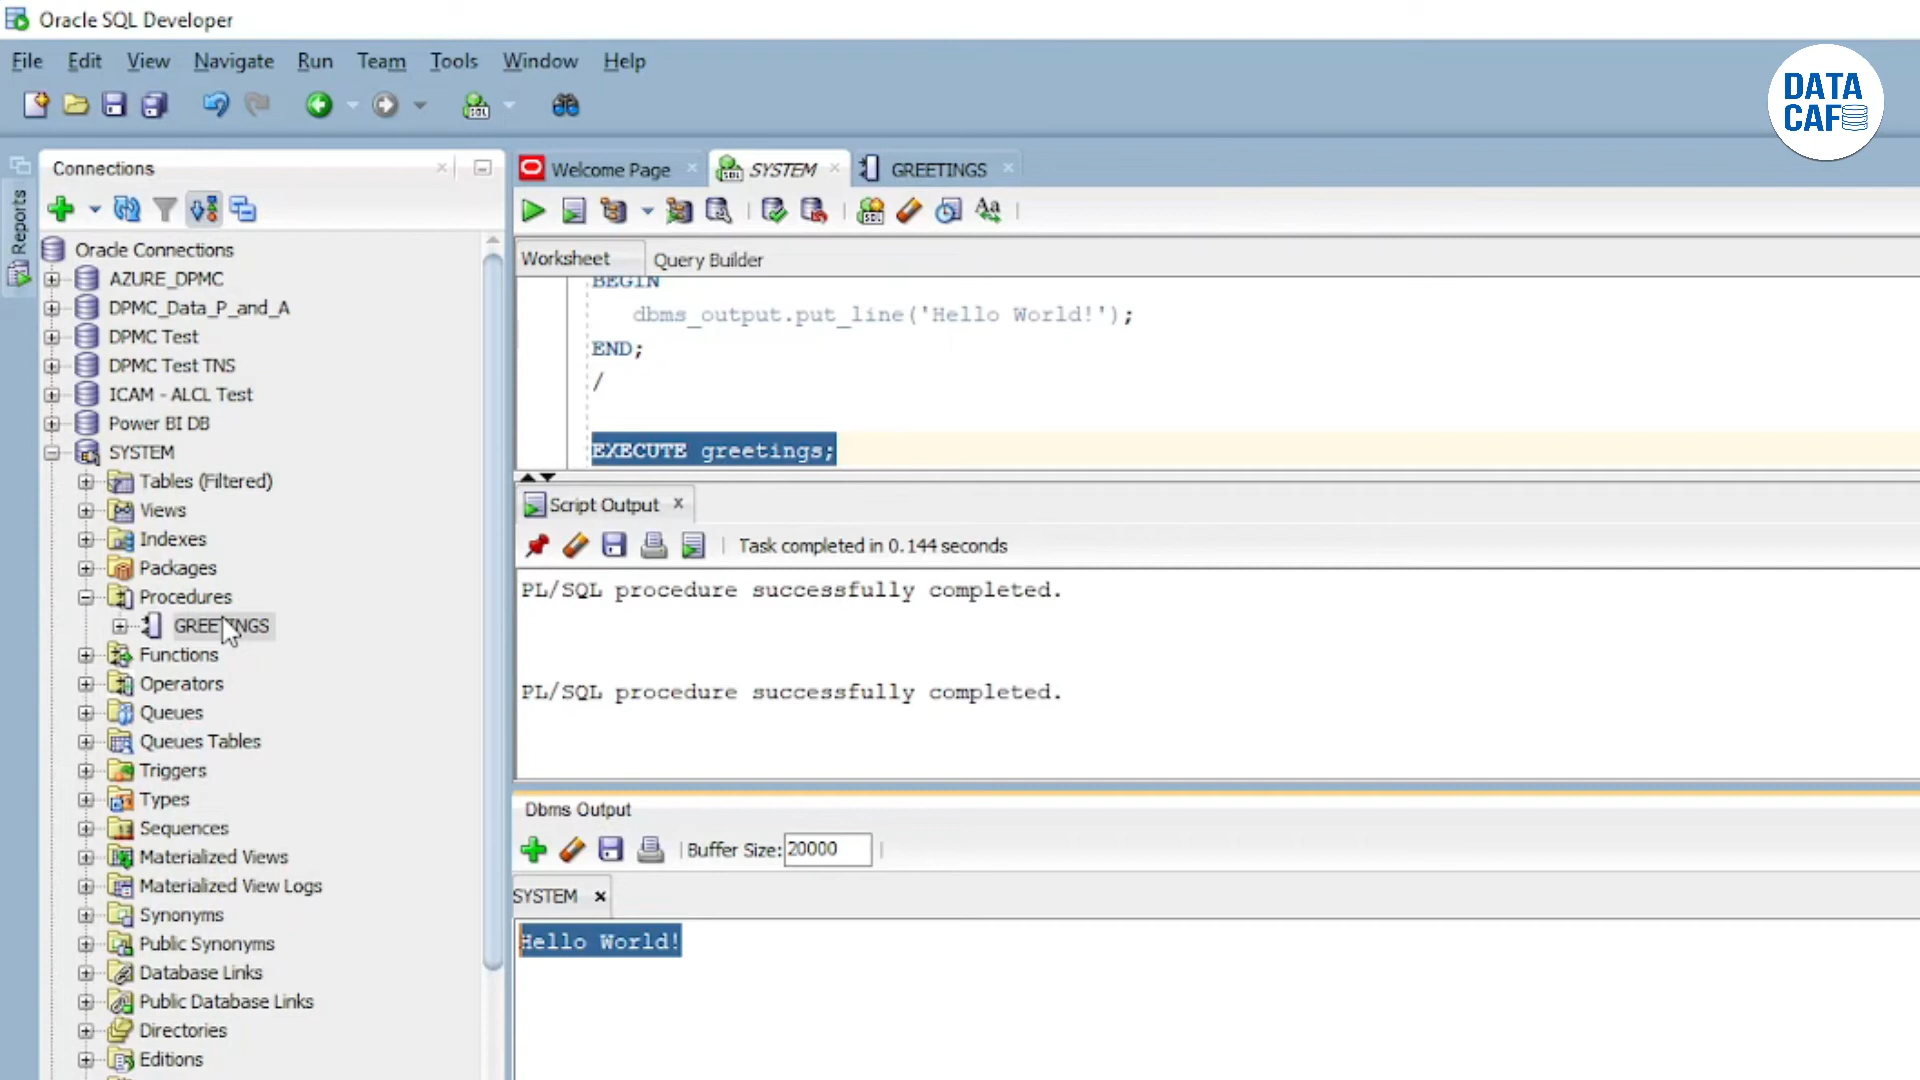 Oracle SQL Developer
File Edit View Navigate Run Team Tools Window Help
DATA
CAFE
Reports
Connections
Oracle Connections
AZURE_DPMC
DPMC_Data_P_and_A
DPMC Test
DPMC Test TNS
ICAM - ALCL Test
Power BI DB
SYSTEM
Tables (Filtered)
Views
Indexes
Packages
Procedures
GREETINGS
Functions
Operators
Queues
Queues Tables
Triggers
Types
Sequences
Materialized Views
Materialized View Logs
Synonyms
Public Synonyms
Database Links
Public Database Links
Directories
Editions
Welcome Page SYSTEM GREETINGS
Worksheet Query Builder
BEGIN
dbms_output.put_line('Hello World!');
END;
/
EXECUTE greetings;
Script Output
Task completed in 0.144 seconds
PL/SQL procedure successfully completed.
PL/SQL procedure successfully completed.
Dbms Output
Buffer Size: 20000
SYSTEM
Hello World!